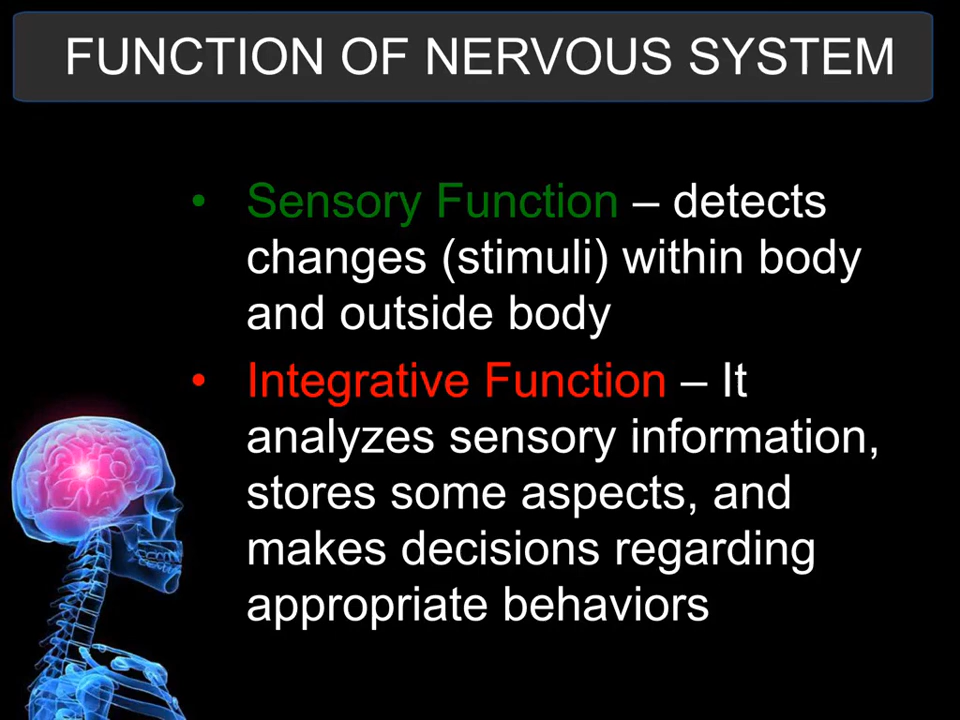 FUNCTION OF NERVOUS SYSTEM
• Sensory Function – detects
changes (stimuli) within body
and outside body
• Integrative Function – It
analyzes sensory information,
stores some aspects, and
makes decisions regarding
appropriate behaviors